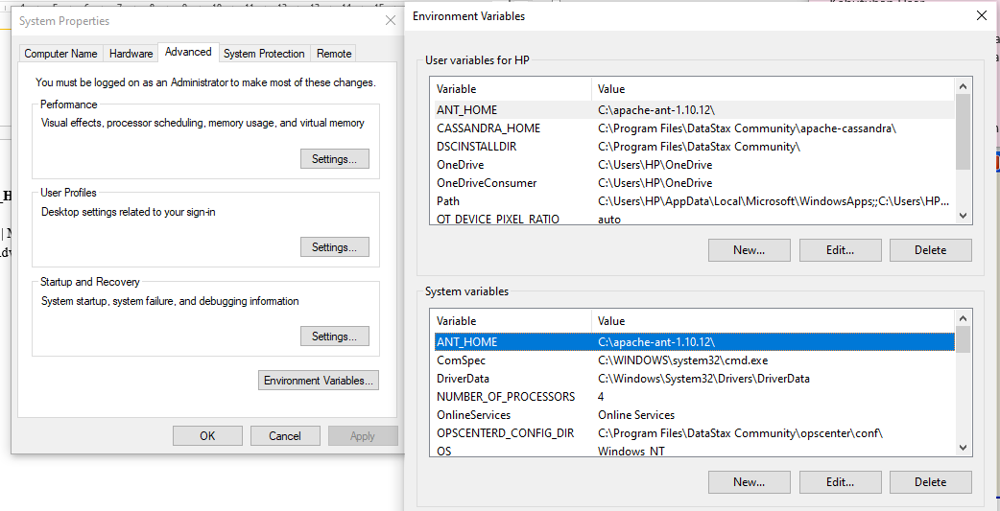 System Properties
Computer Name Hardware Advanced System Protection Remote
You must be logged on as an Administrator to make most of these changes.
Performance
Visual effects, processor scheduling, memory usage, and virtual memory
Settings...
User Profiles
Desktop settings related to your sign-in
Settings...
Startup and Recovery
System startup, system failure, and debugging information
Settings...
Environment Variables...
OK Cancel Apply
Environment Variables
User variables for HP
Variable Value
ANT_HOME C:\apache-ant-1.10.12\
CASSANDRA_HOME C:\Program Files\DataStax Community\apache-cassandra\
DSCINSTALLDIR C:\Program Files\DataStax Community\
OneDrive C:\Users\HP\OneDrive
OneDriveConsumer C:\Users\HP\OneDrive
Path C:\Users\HP\AppData\Local\Microsoft\WindowsApps;;C:\Users\HP...
QT_DEVICE_PIXEL_RATIO auto
New... Edit... Delete
System variables
Variable Value
ANT_HOME C:\apache-ant-1.10.12\
ComSpec C:\WINDOWS\system32\cmd.exe
DriverData C:\Windows\System32\Drivers\DriverData
NUMBER_OF_PROCESSORS 4
OnlineServices Online Services
OPSCENTERD_CONFIG_DIR C:\Program Files\DataStax Community\opscenter\conf\
OS Windows_NT
New... Edit... Delete